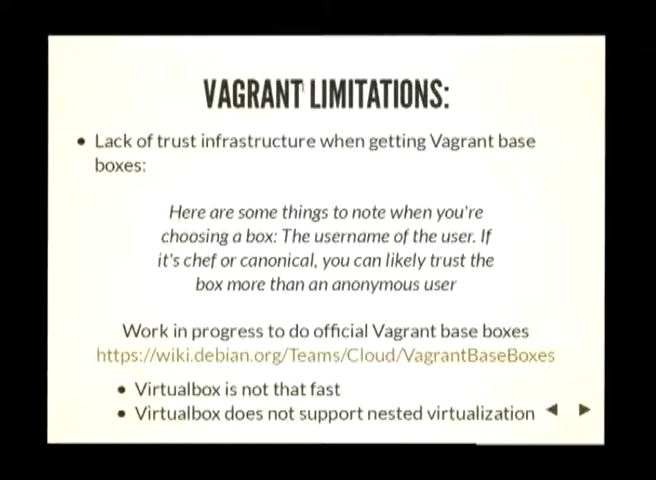 VAGRANT LIMITATIONS:
• Lack of trust infrastructure when getting Vagrant base
boxes:
Here are some things to note when you're
choosing a box: The username of the user. If
it's chef or canonical, you can likely trust the
box more than an anonymous user
Work in progress to do official Vagrant base boxes
https://wiki.debian.org/Teams/Cloud/VagrantBaseBoxes
• Virtualbox is not that fast
• Virtualbox does not support nested virtualization